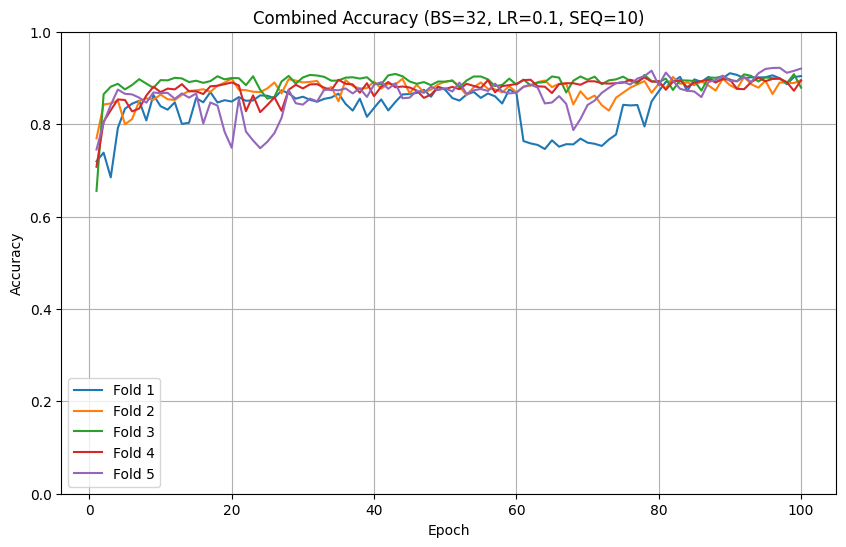 Combined Accuracy (BS=32, LR=0.1, SEQ=10)
1.0
0.8
0.6
0.4
0.2
0.0
Accuracy
Fold 1
Fold 2
Fold 3
Fold 4
Fold 5
0 20 40 60 80 100
Epoch